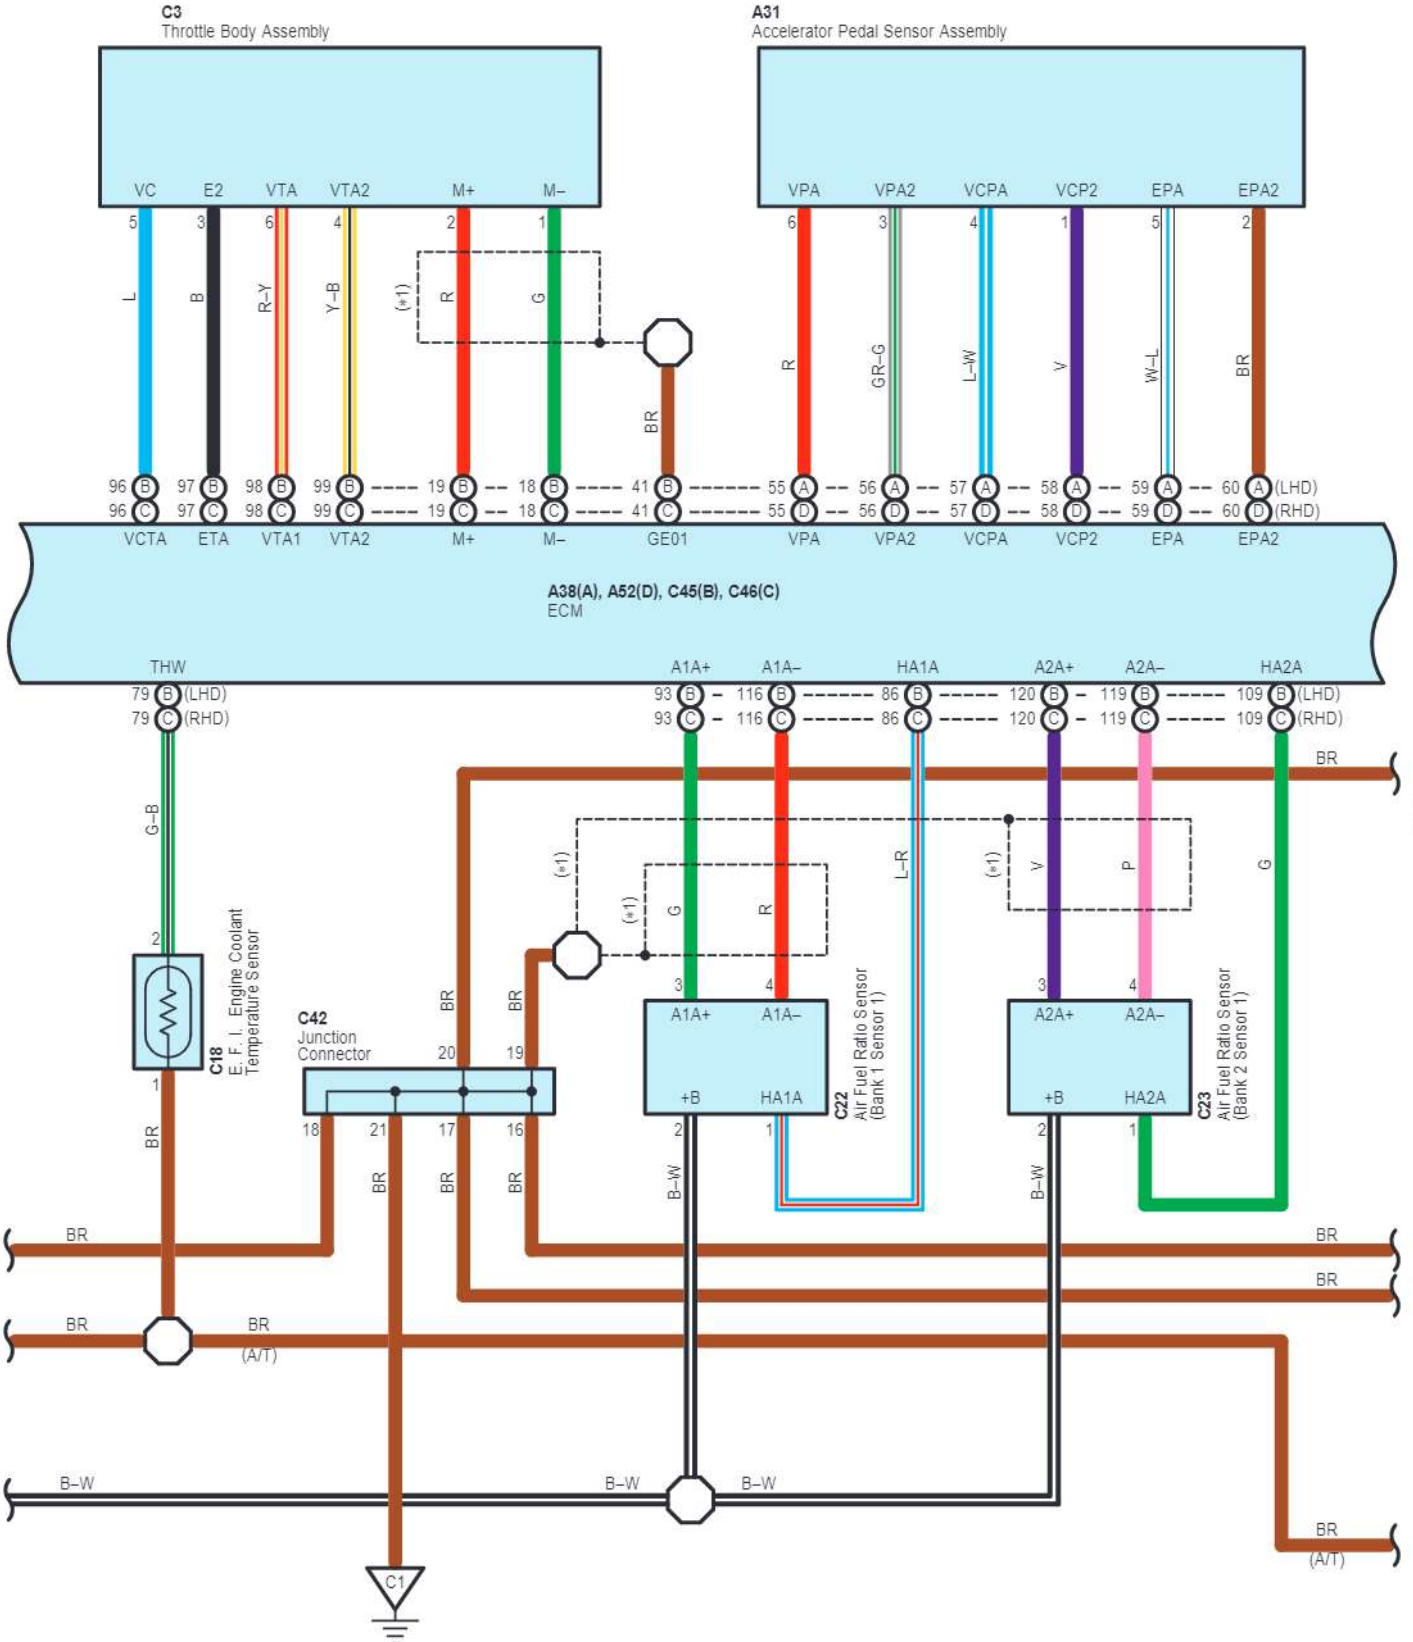 C3
Throttle Body Assembly
A31
Accelerator Pedal Sensor Assembly
VC E2 VTA VTA2 M+ M– VPA VPA2 VCPA VCP2 EPA EPA2
5 3 6 4 2 1 6 3 4 1 5 2
L B R–Y Y–B (*1) R G
R GR–G L–W V W–L BR
BR
96 B 97 B 98 B 99 B 19 B 18 B 41 B 55 A 56 A 57 A 58 A 59 A 60 A (LHD)
96 C 97 C 98 C 99 C 19 C 18 C 41 C 55 D 56 D 57 D 58 D 59 D 60 D (RHD)
VCTA ETA VTA1 VTA2 M+ M– GE01 VPA VPA2 VCPA VCP2 EPA EPA2
A38(A), A52(D), C45(B), C46(C)
ECM
THW A1A+ A1A– HA1A A2A+ A2A– HA2A
79 B (LHD) 93 B 116 B 86 B 120 B 119 B 109 B (LHD)
79 C (RHD) 93 C 116 C 86 C 120 C 119 C 109 C (RHD)
BR
G–B
(*1) (*1) G R L–R (*1) V P G
2
C18
E. F. I. Engine Coolant
Temperature Sensor
1
BR
BR BR
C42
Junction
Connector
20 19
18 21 17 16
BR BR BR
3 4
A1A+ A1A–
+B HA1A
2 1
C22
Air Fuel Ratio Sensor
(Bank 1 Sensor 1)
3 4
A2A+ A2A–
+B HA2A
2 1
C23
Air Fuel Ratio Sensor
(Bank 2 Sensor 1)
B–W B–W
BR BR
BR
BR BR
(A/T)
B–W B–W B–W
BR
(A/T)
C1